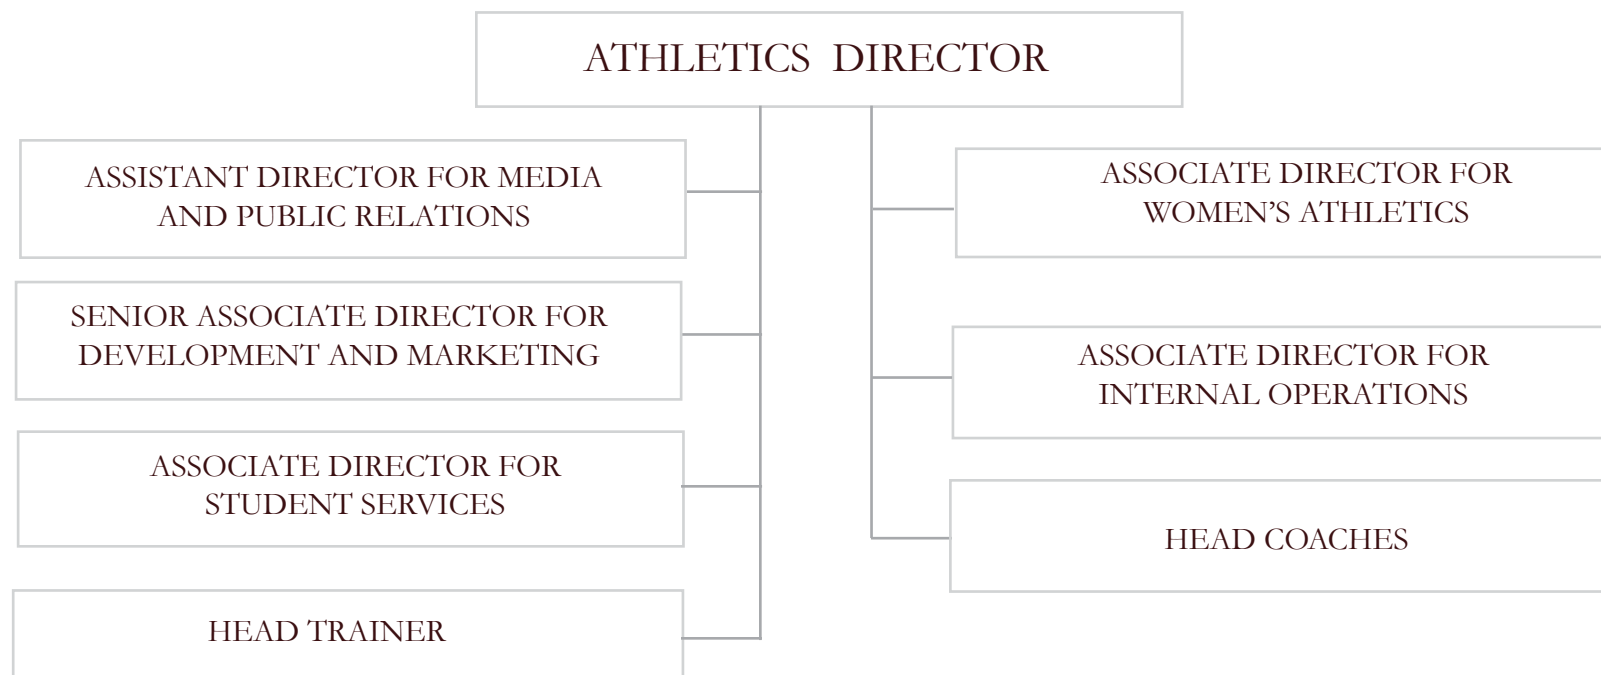 ATHLETICS DIRECTOR
ASSISTANT DIRECTOR FOR MEDIA
AND PUBLIC RELATIONS
SENIOR ASSOCIATE DIRECTOR FOR
DEVELOPMENT AND MARKETING
ASSOCIATE DIRECTOR FOR
STUDENT SERVICES
HEAD TRAINER
ASSOCIATE DIRECTOR FOR
WOMEN'S ATHLETICS
ASSOCIATE DIRECTOR FOR
INTERNAL OPERATIONS
HEAD COACHES